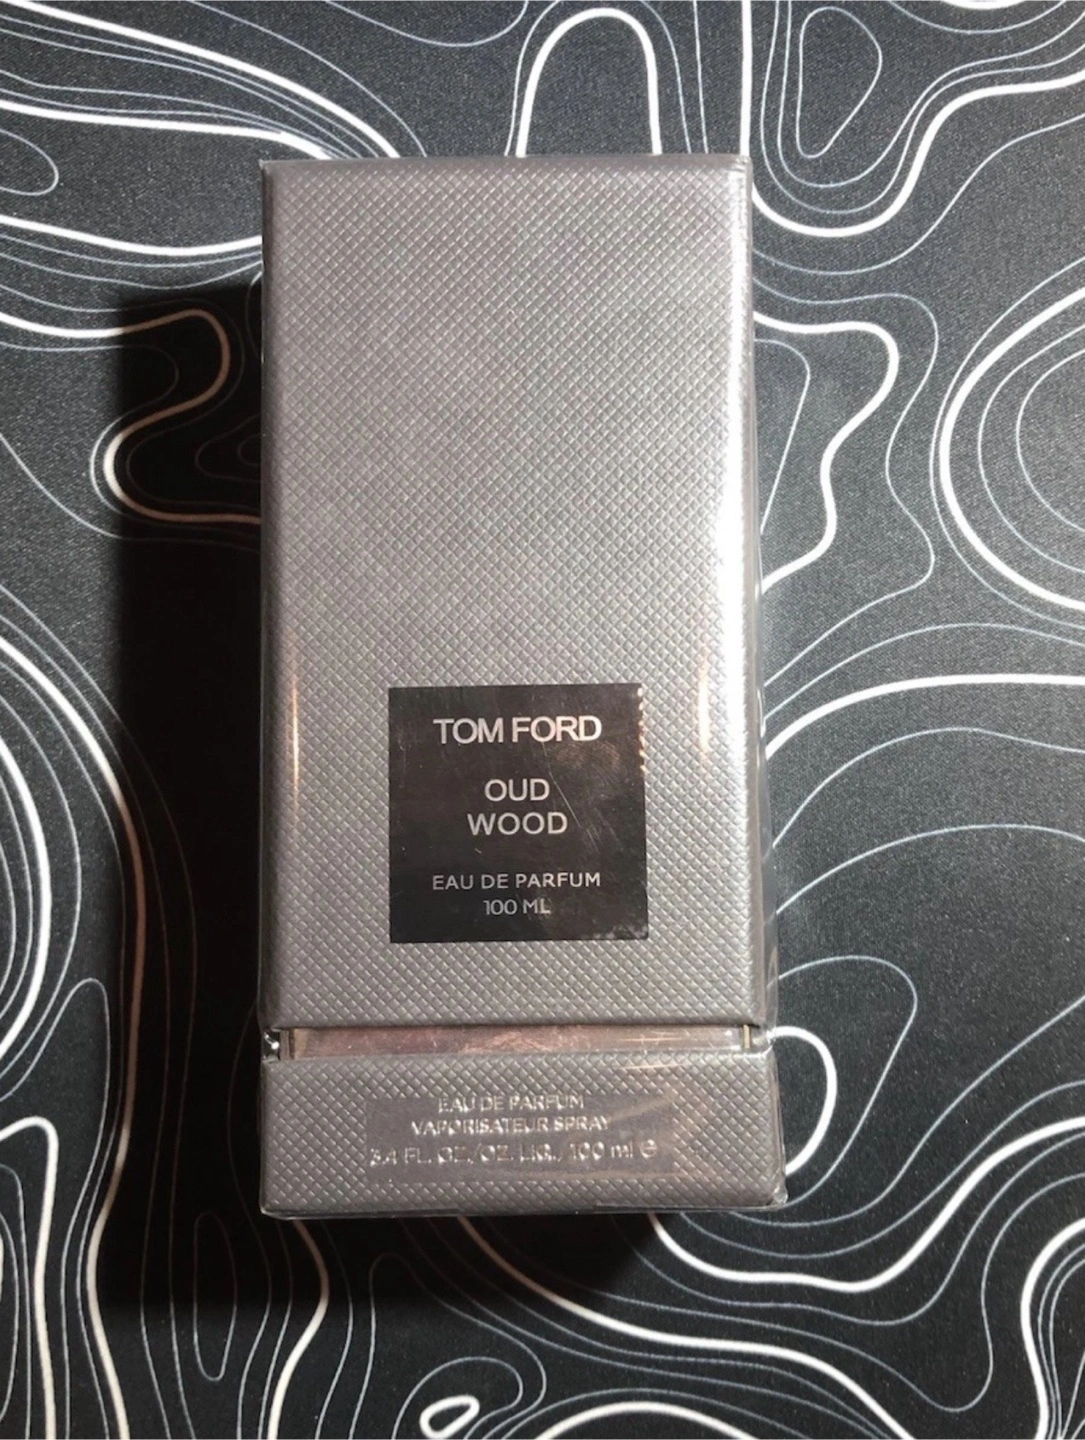 TOM FORD
OUD
WOOD
EAU DE PARFUM
100 ML
EAU DE PARFUM
VAPORISATEUR SPRAY
3.4 FL. OZ./OZ. LIQ., 100 ml e